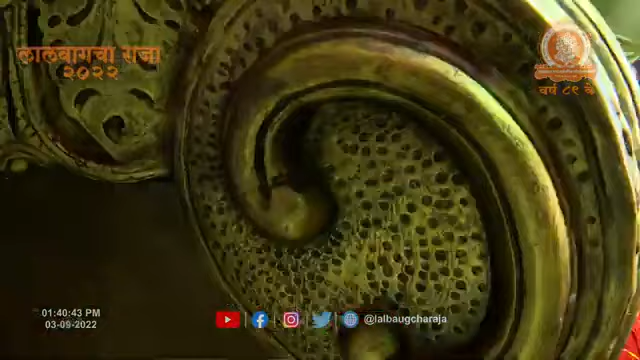 लालबागचा राजा
२०२२
वर्ष ८९ वे
01:40:43 PM
03-09-2022
@lalbaugcharaja